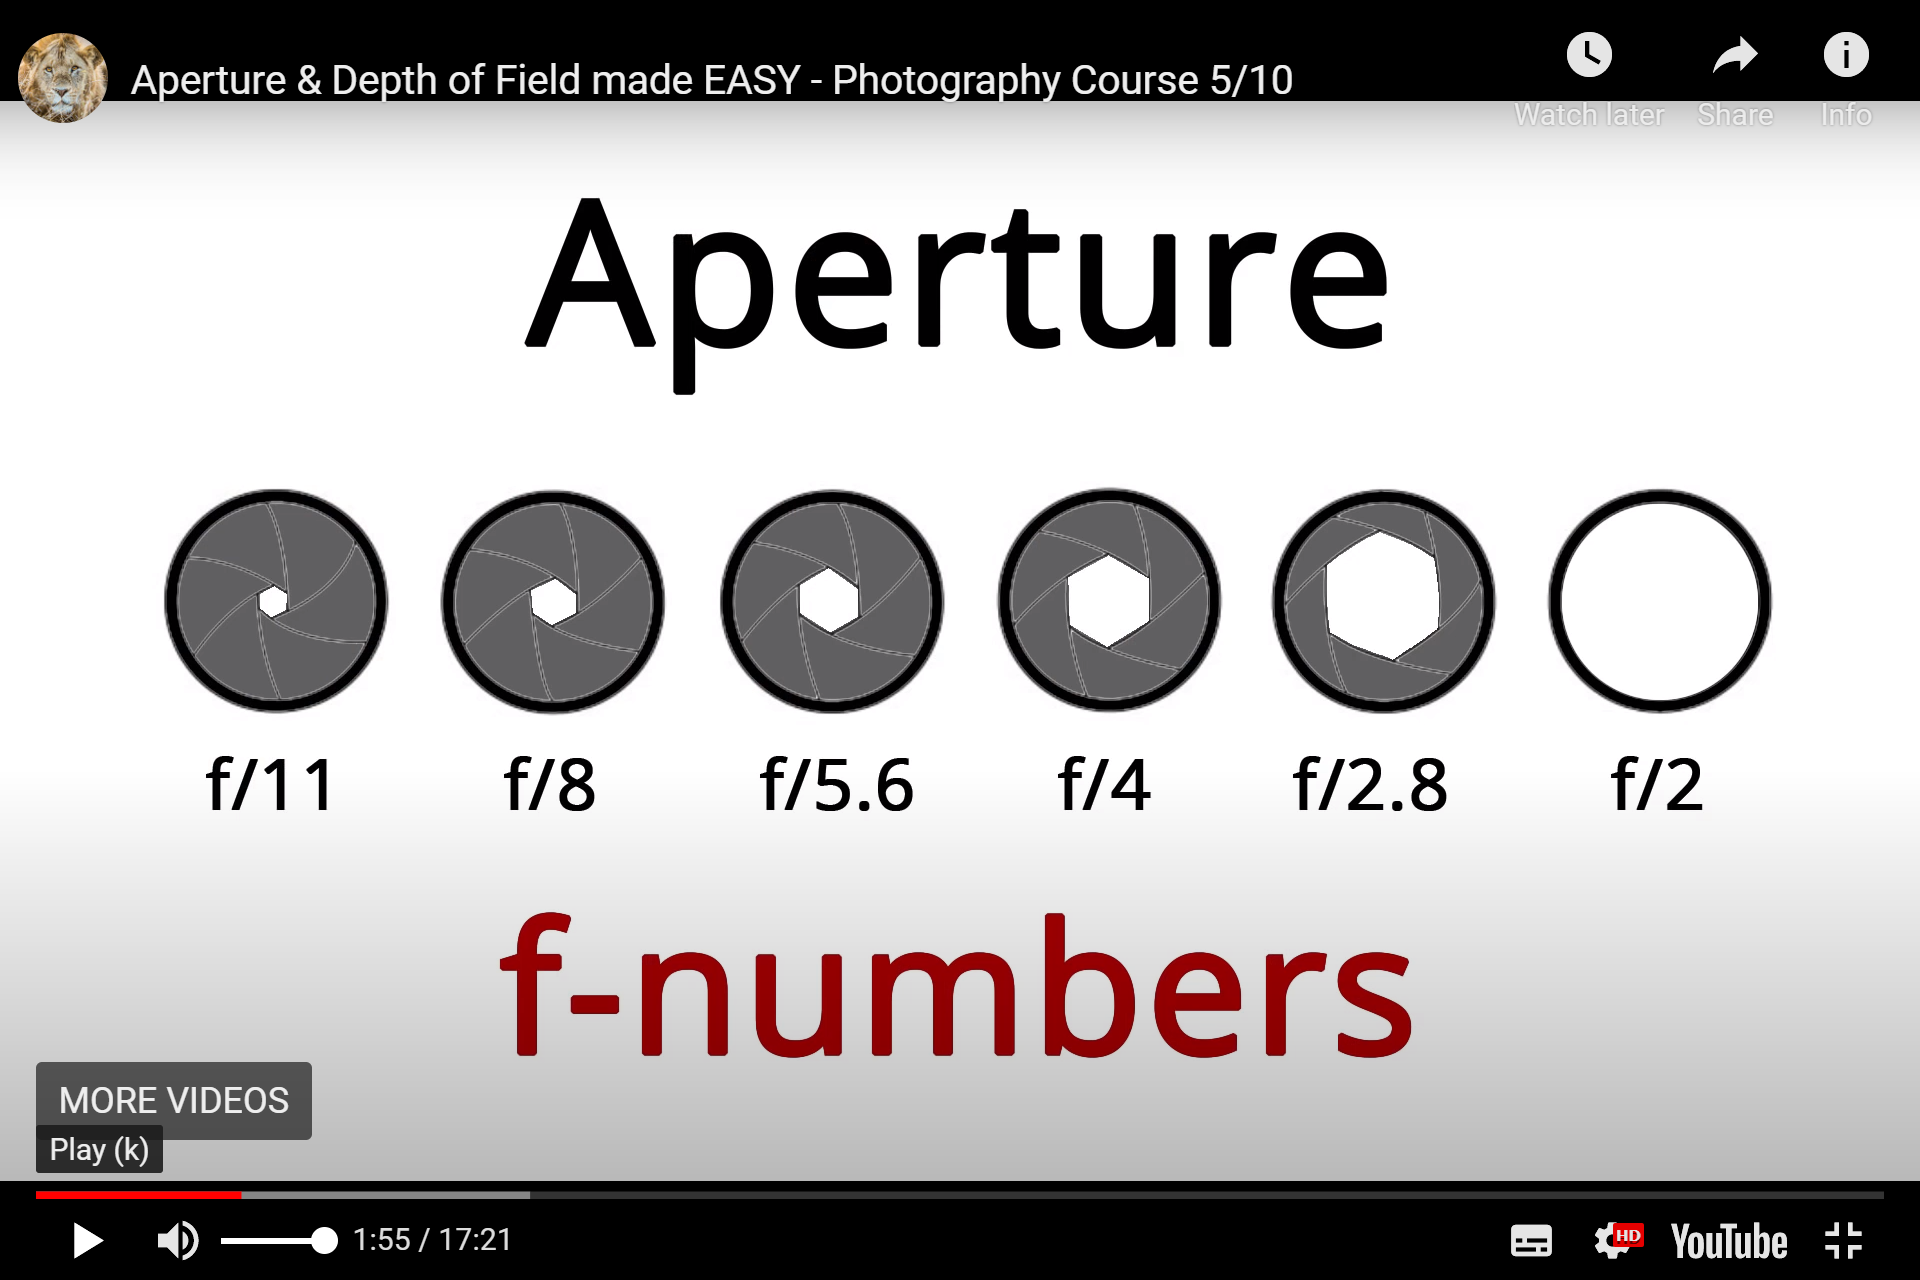 Aperture & Depth of Field made EASY - Photography Course 5/10
Watch later Share Info
Aperture
f/11 f/8 f/5.6 f/4 f/2.8 f/2
f-numbers
MORE VIDEOS
Play (k)
1:55 / 17:21 HD YouTube